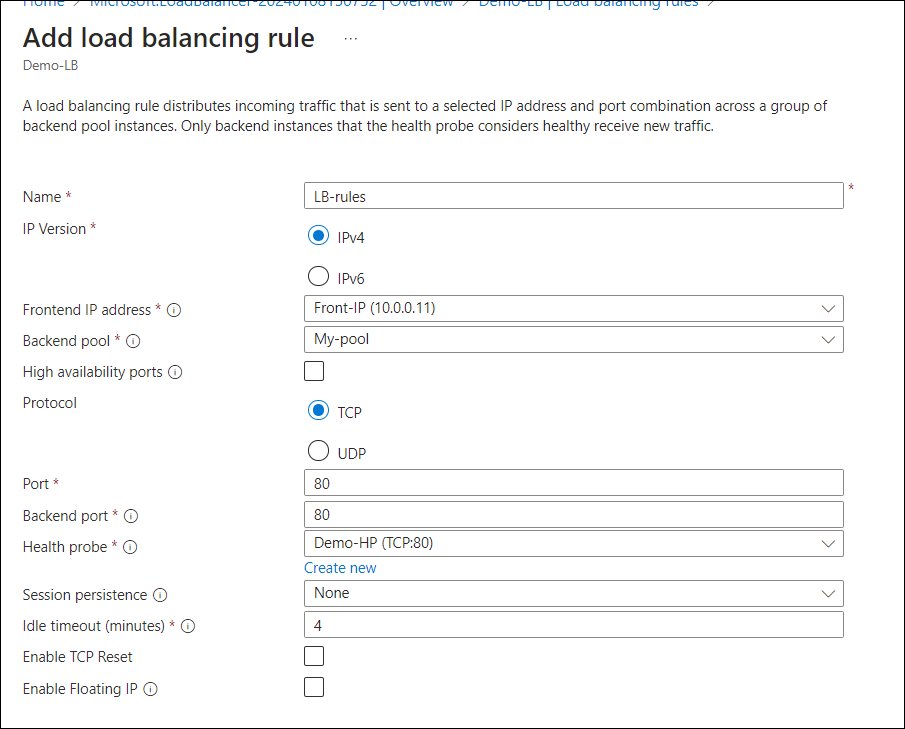 Home > Microsoft.LoadBalancer-20240108150752 | Overview > Demo-LB | Load balancing rules >
Add load balancing rule ...
Demo-LB
A load balancing rule distributes incoming traffic that is sent to a selected IP address and port combination across a group of
backend pool instances. Only backend instances that the health probe considers healthy receive new traffic.
Name * LB-rules *
IP Version * IPv4
IPv6
Frontend IP address * Front-IP (10.0.0.11)
Backend pool * My-pool
High availability ports
Protocol TCP
UDP
Port * 80
Backend port * 80
Health probe * Demo-HP (TCP:80)
Create new
Session persistence None
Idle timeout (minutes) * 4
Enable TCP Reset
Enable Floating IP